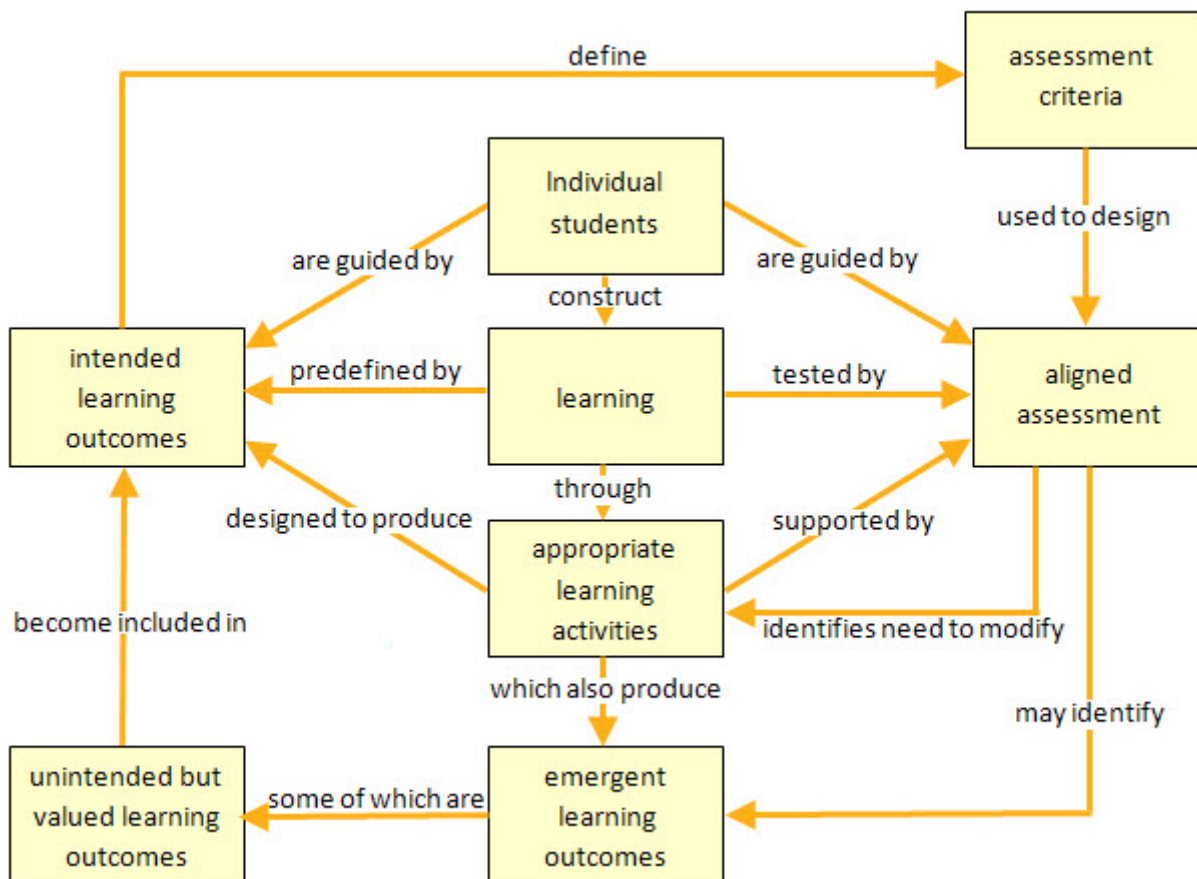 define
assessment
criteria
Individual
students
used to design
are guided by
are guided by
construct
intended
learning
outcomes
predefined by
learning
tested by
aligned
assessment
through
designed to produce
supported by
appropriate
learning
activities
become included in
identifies need to modify
which also produce
may identify
unintended but
valued learning
outcomes
some of which are
emergent
learning
outcomes